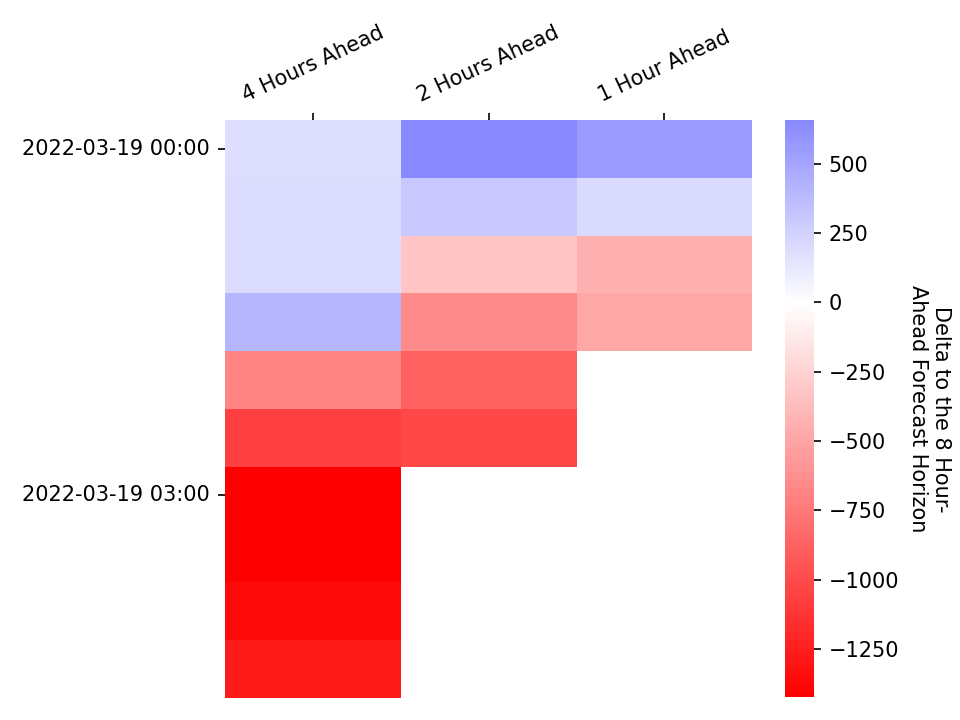 4 Hours Ahead
2 Hours Ahead
1 Hour Ahead
2022-03-19 00:00
2022-03-19 03:00
500
250
0
−250
−500
−750
−1000
−1250
Delta to the 8 Hour-
Ahead Forecast Horizon